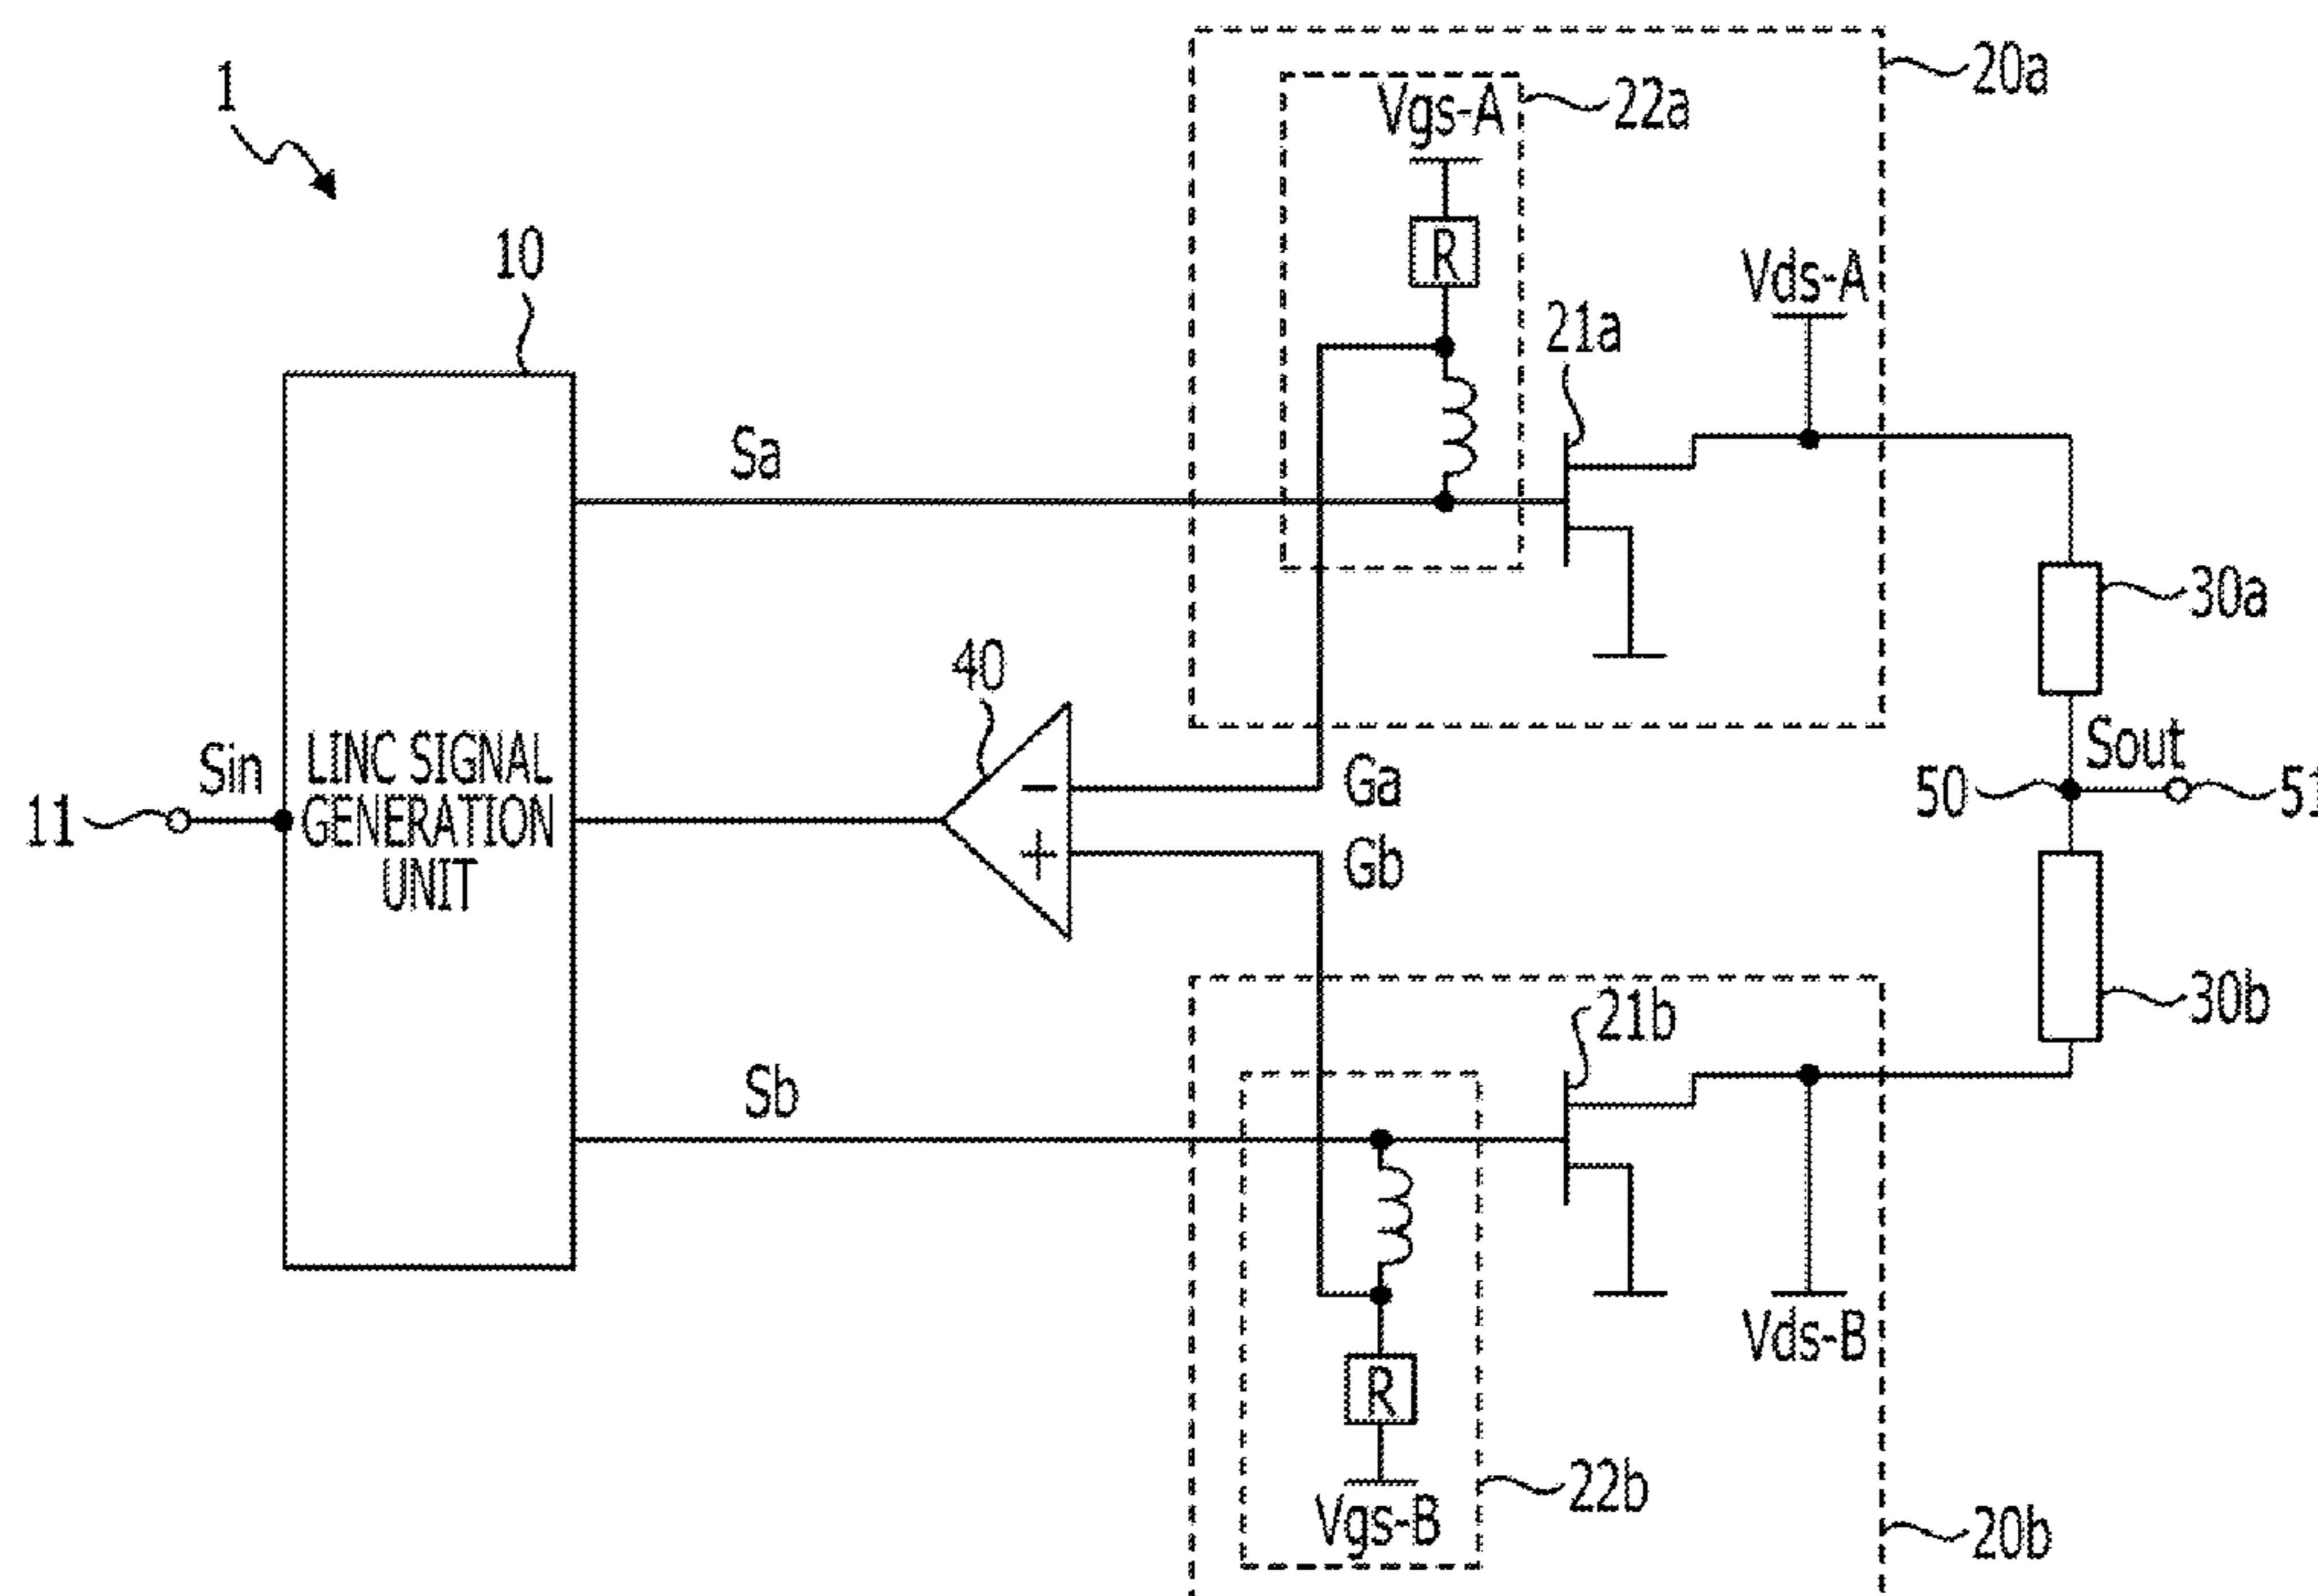 1
20a
22a
Vgs-A
R
10
Vds-A
21a
Sa
30a
40
Sin
LINC SIGNAL
GENERATION
UNIT
11
−
+
Ga
Gb
50
Sout
51
21b
30b
Sb
Vds-B
R
22b
Vgs-B
20b